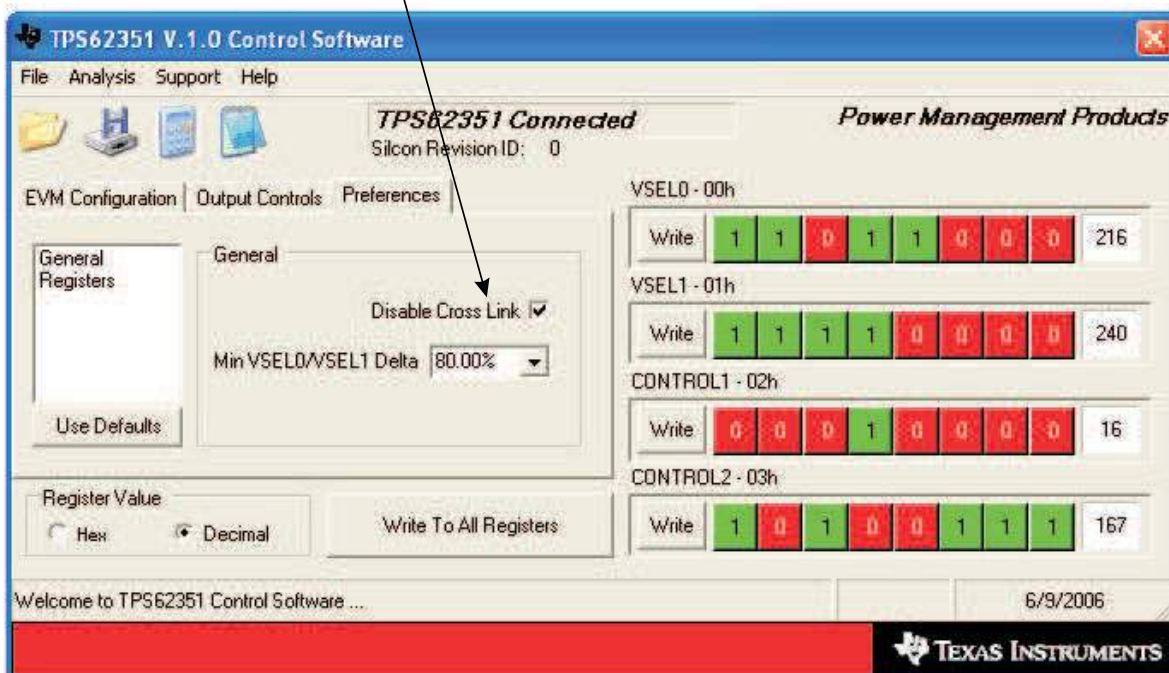 TPS62351 V.1.0 Control Software
File Analysis Support Help
TPS62351 Connected
Silcon Revision ID: 0
Power Management Products
EVM Configuration
Output Controls
Preferences
General
Registers
Use Defaults
General
Disable Cross Link
Min VSEL0/VSEL1 Delta 80.00%
Register Value
Hex
Decimal
Write To All Registers
VSEL0 - 00h
Write 1 1 0 1 1 0 0 0 216
VSEL1 - 01h
Write 1 1 1 1 0 0 0 0 240
CONTROL1 - 02h
Write 0 0 0 1 0 0 0 0 16
CONTROL2 - 03h
Write 1 0 1 0 0 1 1 1 167
Welcome to TPS62351 Control Software ...
6/9/2006
TEXAS INSTRUMENTS